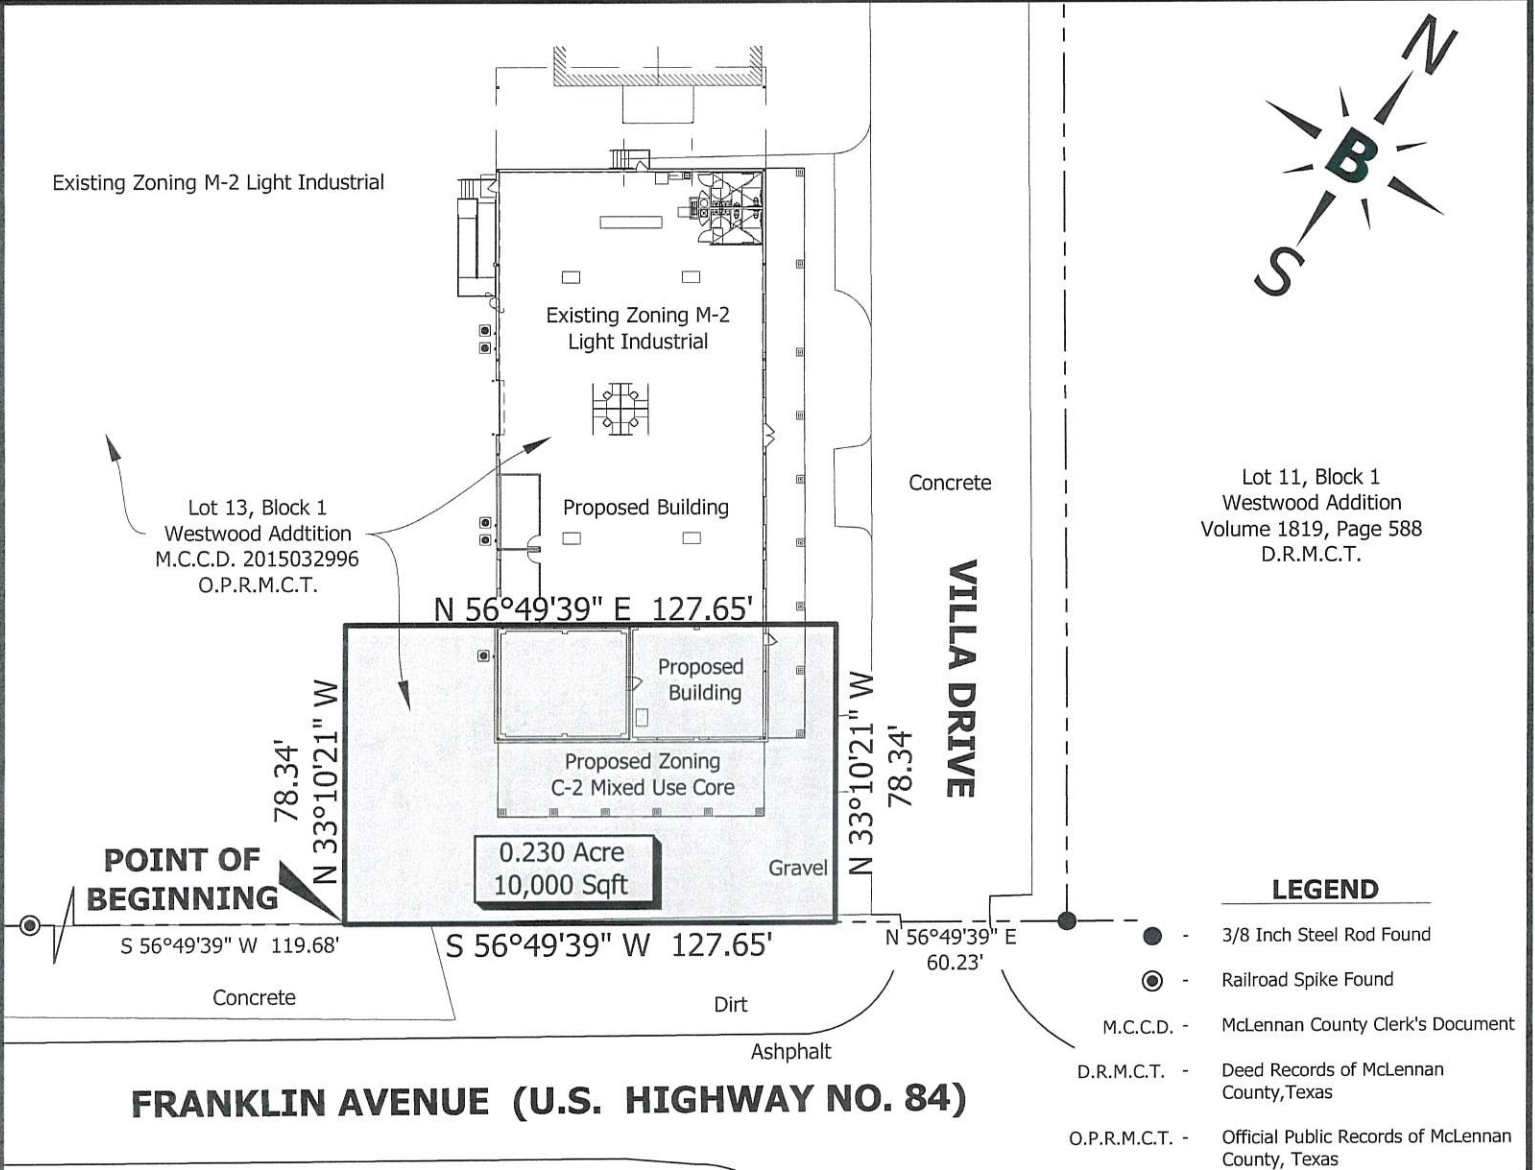 N
B
S
Existing Zoning M-2 Light Industrial
Existing Zoning M-2
Light Industrial
Lot 13, Block 1
Westwood Addtition
M.C.C.D. 2015032996
O.P.R.M.C.T.
Proposed Building
Concrete
Lot 11, Block 1
Westwood Addition
Volume 1819, Page 588
D.R.M.C.T.
VILLA DRIVE
N 56°49'39" E 127.65'
Proposed
Building
Proposed Zoning
C-2 Mixed Use Core
78.34'
N 33°10'21" W
N 33°10'21" W
78.34'
0.230 Acre
10,000 Sqft
Gravel
POINT OF
BEGINNING
S 56°49'39" W 119.68'
S 56°49'39" W 127.65'
N 56°49'39" E
60.23'
Concrete
Dirt
Ashphalt
FRANKLIN AVENUE (U.S. HIGHWAY NO. 84)
LEGEND
- 3/8 Inch Steel Rod Found
- Railroad Spike Found
M.C.C.D. - McLennan County Clerk's Document
D.R.M.C.T. - Deed Records of McLennan
County,Texas
O.P.R.M.C.T. - Official Public Records of McLennan
County, Texas